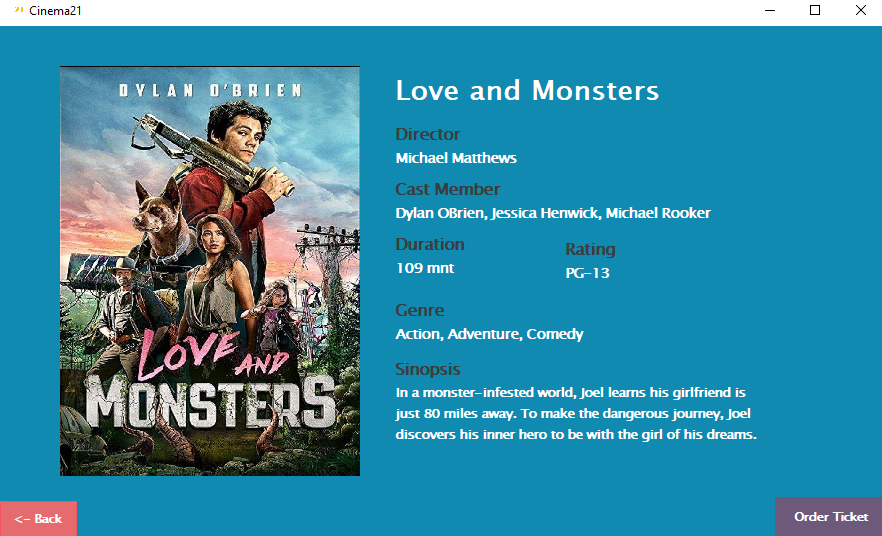 21 Cinema21
DYLAN O'BRIEN
LOVE AND
MONSTERS
Love and Monsters
Director
Michael Matthews
Cast Member
Dylan OBrien, Jessica Henwick, Michael Rooker
Duration
109 mnt
Rating
PG-13
Genre
Action, Adventure, Comedy
Sinopsis
In a monster-infested world, Joel learns his girlfriend is
just 80 miles away. To make the dangerous journey, Joel
discovers his inner hero to be with the girl of his dreams.
<- Back
Order Ticket